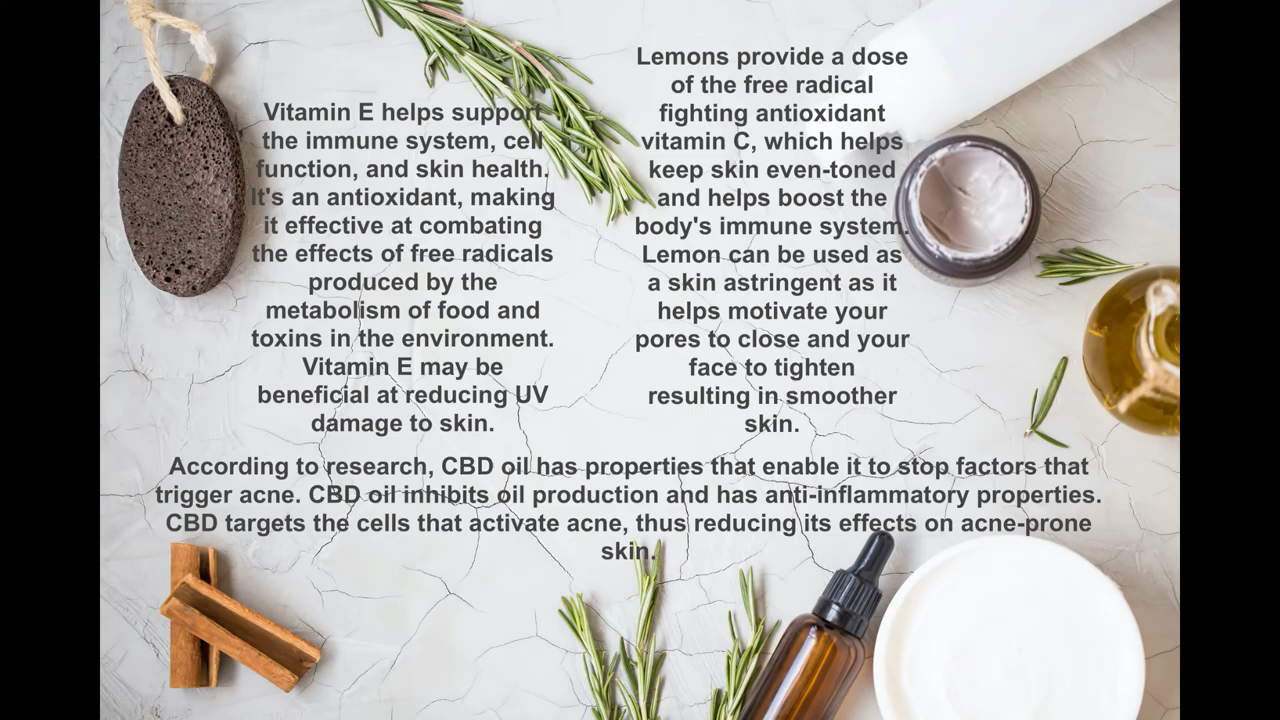 Vitamin E helps support
the immune system, cell
function, and skin health.
It's an antioxidant, making
it effective at combating
the effects of free radicals
produced by the
metabolism of food and
toxins in the environment.
Vitamin E may be
beneficial at reducing UV
damage to skin.
Lemons provide a dose
of the free radical
fighting antioxidant
vitamin C, which helps
keep skin even-toned
and helps boost the
body's immune system.
Lemon can be used as
a skin astringent as it
helps motivate your
pores to close and your
face to tighten
resulting in smoother
skin.
According to research, CBD oil has properties that enable it to stop factors that
trigger acne. CBD oil inhibits oil production and has anti-inflammatory properties.
CBD targets the cells that activate acne, thus reducing its effects on acne-prone
skin.